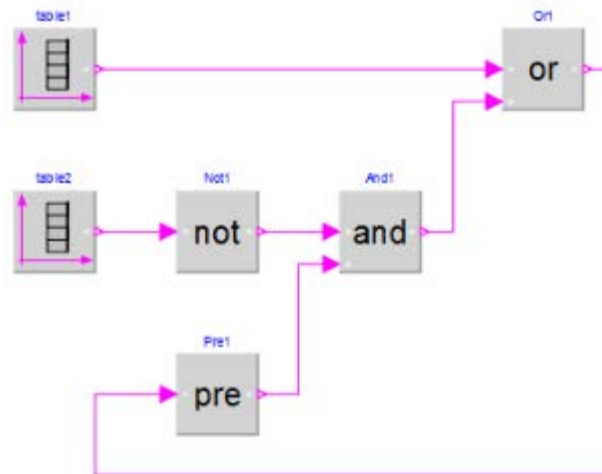 table1
Or1
or
table2
Not1
And1
not
and
Pre1
pre